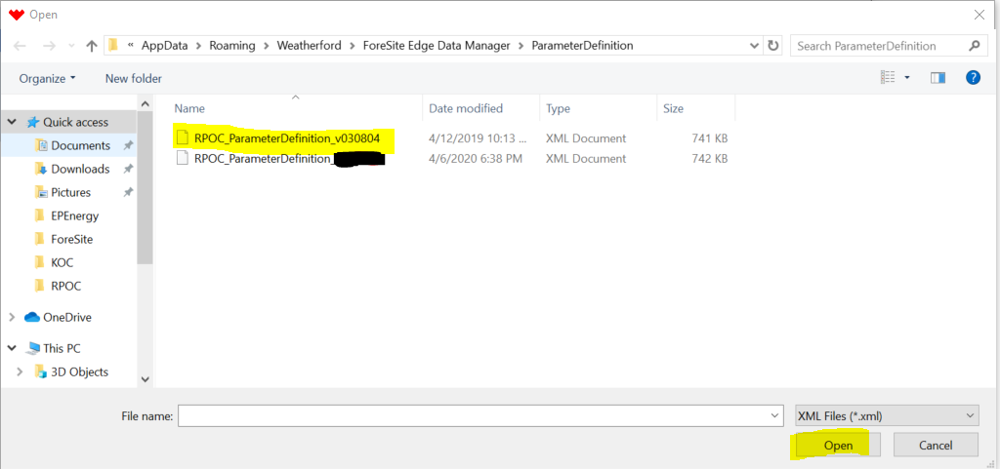 Open
« AppData › Roaming › Weatherford › ForeSite Edge Data Manager › ParameterDefinition
Search ParameterDefinition
Organize
New folder
?
Name
Date modified
Type
Size
Quick access
Documents
Downloads
Pictures
EPEnergy
ForeSite
KOC
RPOC
OneDrive
This PC
3D Objects
RPOC_ParameterDefinition_v030804 4/12/2019 10:13 ... XML Document 741 KB
RPOC_ParameterDefinition_ 4/6/2020 6:38 PM XML Document 742 KB
File name:
XML Files (*.xml)
Open
Cancel